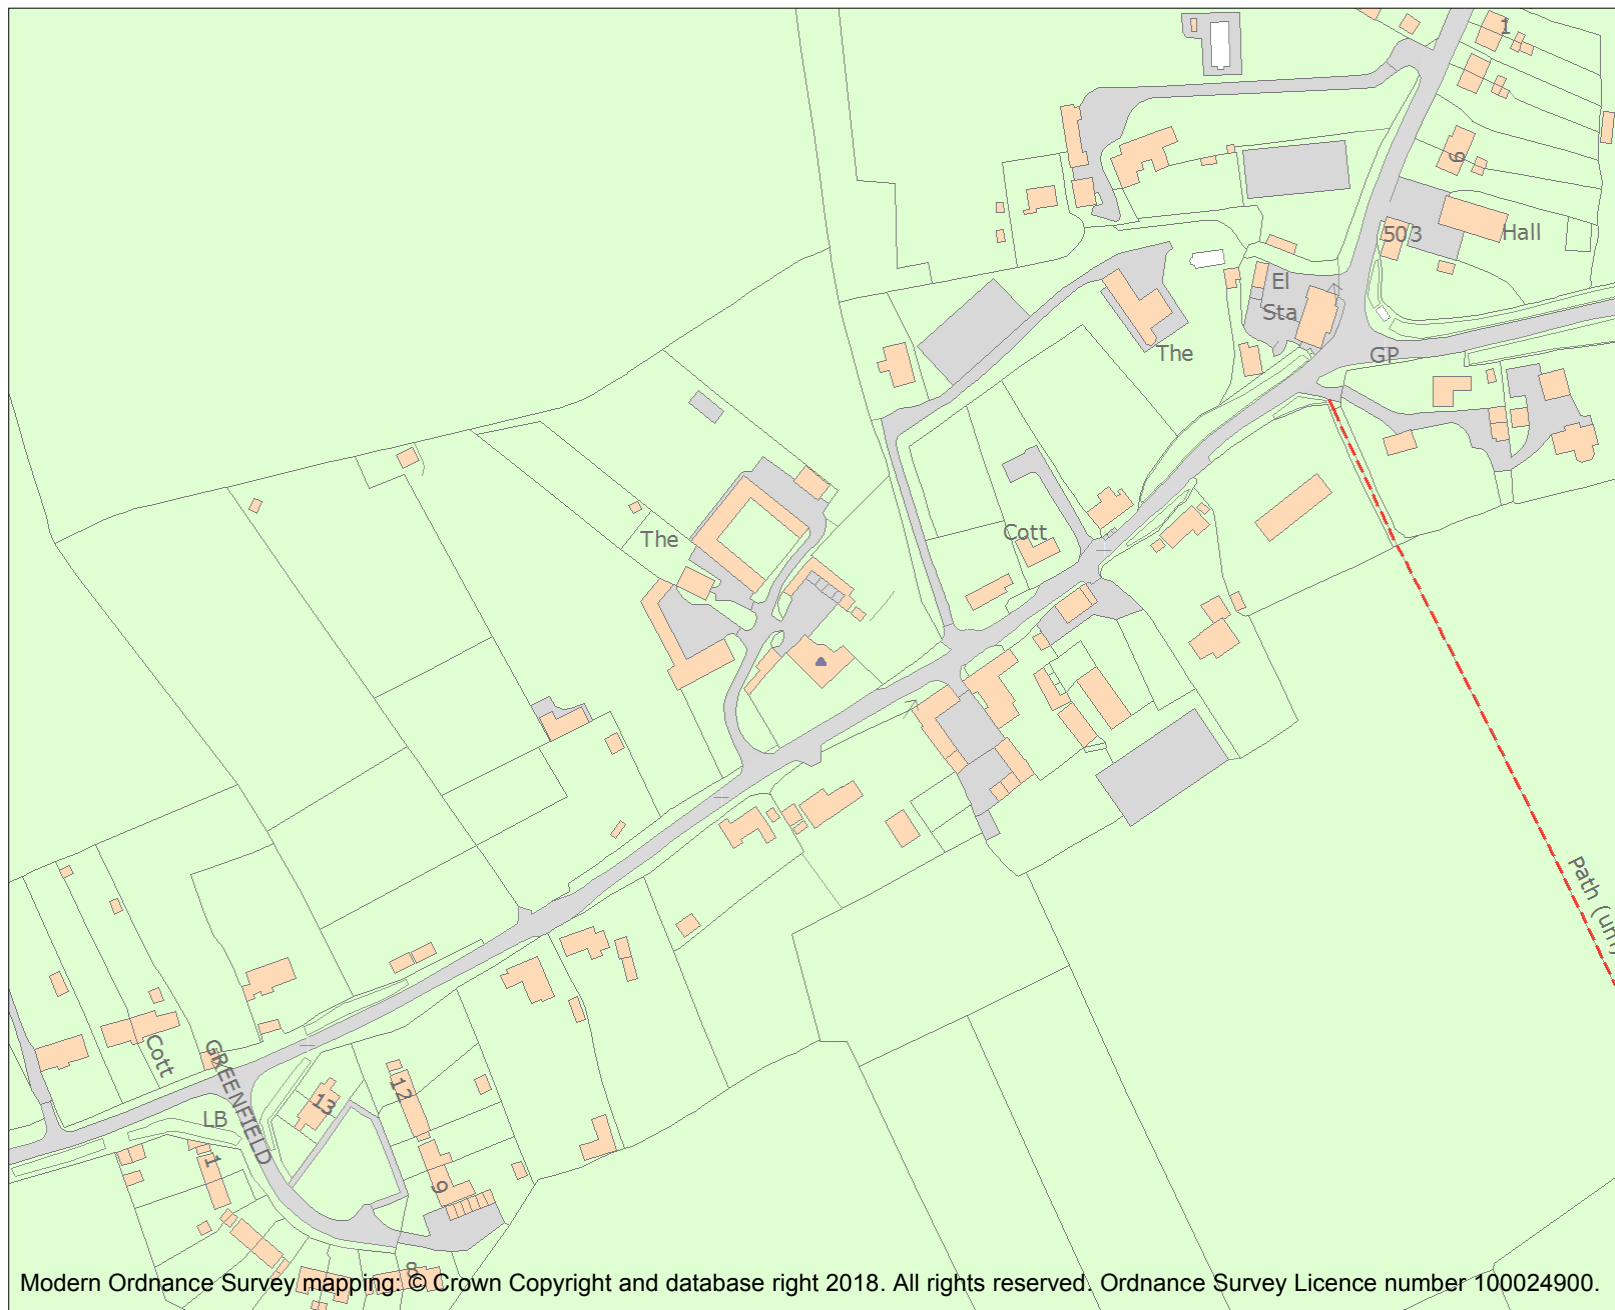 1
6
503
Hall
El
Sta
The
GP
Cott
The
Path (um)
Cott
GREENFIELD
LB
13
12
1
9
8
Modern Ordnance Survey mapping: © Crown Copyright and database right 2018. All rights reserved. Ordnance Survey Licence number 100024900.